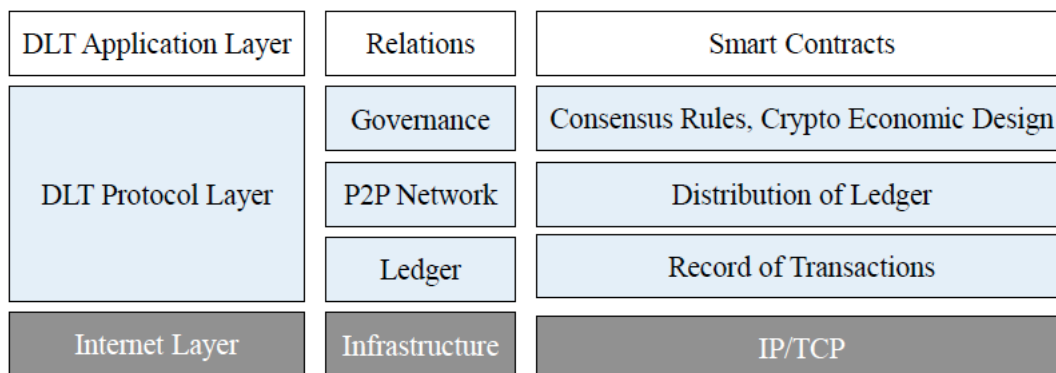 DLT Application Layer
Relations
Smart Contracts
DLT Protocol Layer
Governance
Consensus Rules, Crypto Economic Design
P2P Network
Distribution of Ledger
Ledger
Record of Transactions
Internet Layer
Infrastructure
IP/TCP